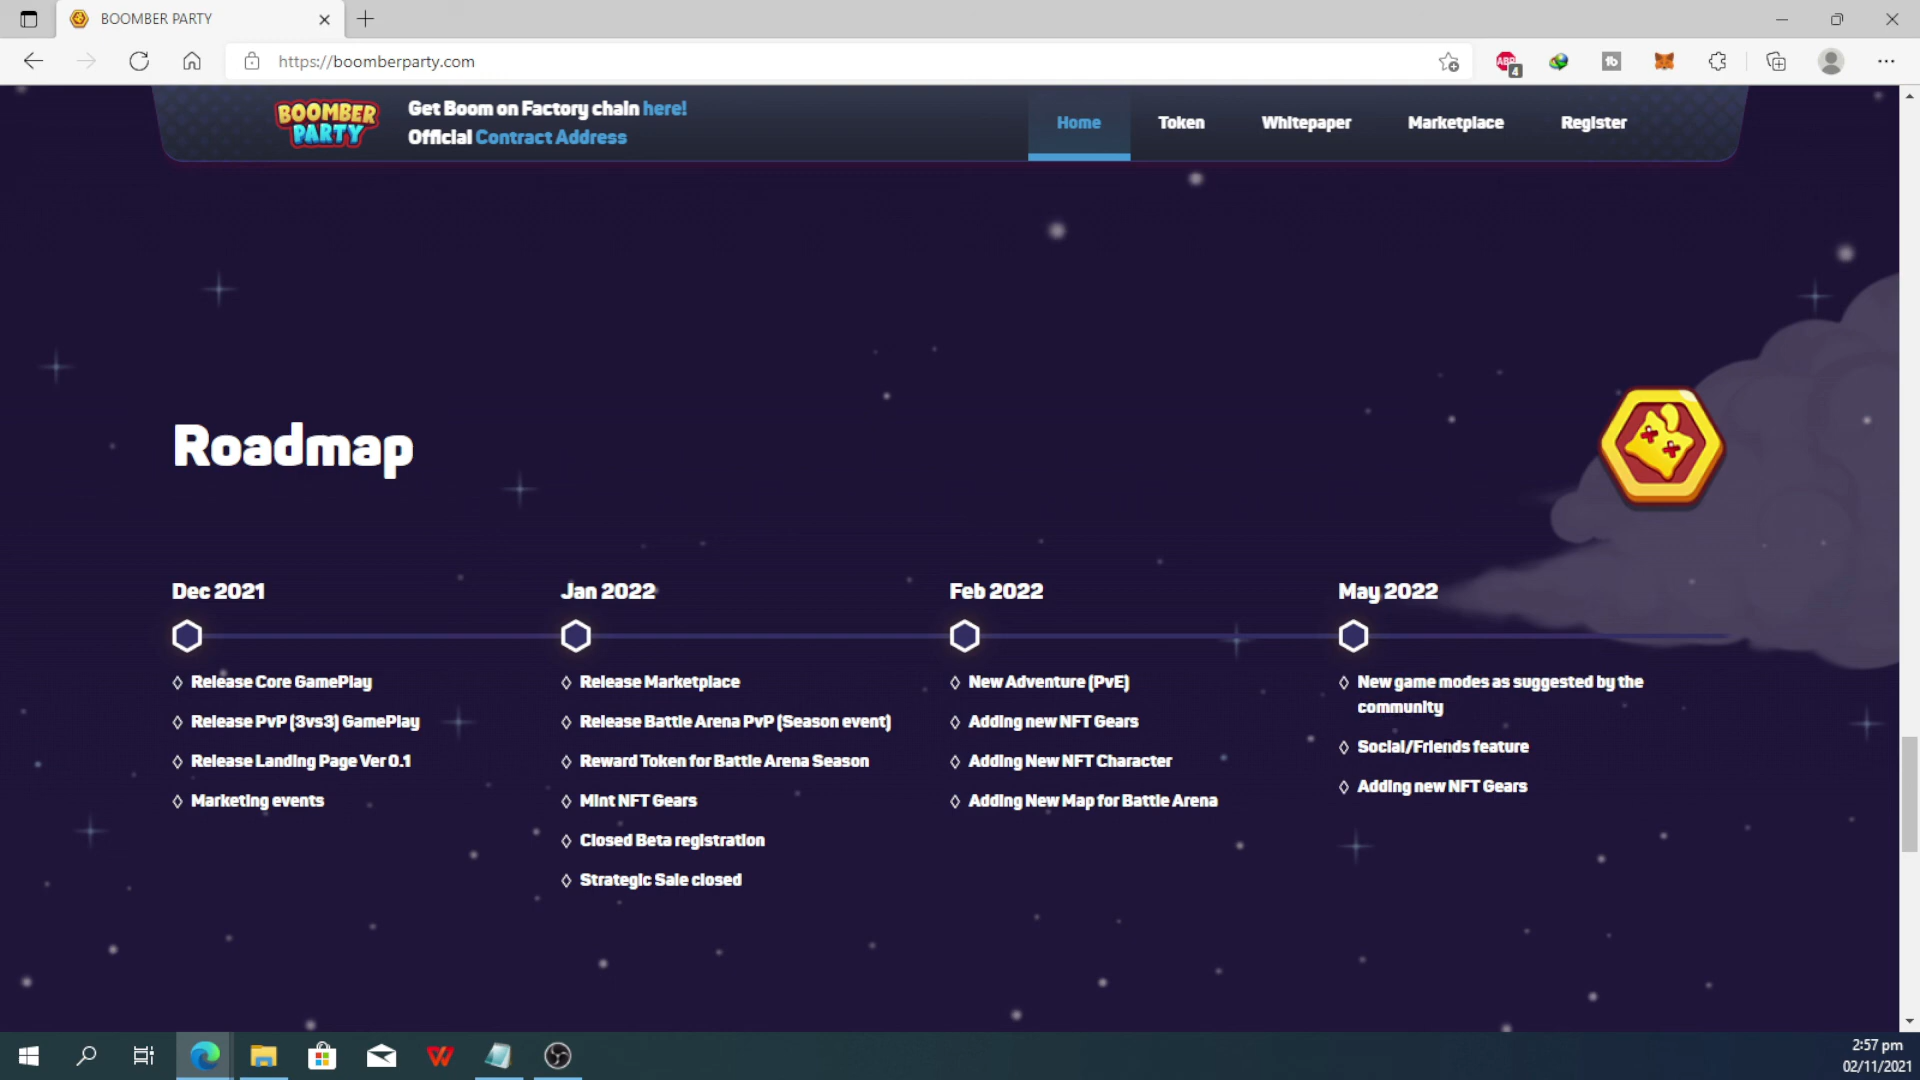 BOOMBER PARTY
https://boomberparty.com
ABP
4
BOOMBER
PARTY
Get Boom on Factory chain here!
Official Contract Address
Home
Token
Whitepaper
Marketplace
Register
Roadmap
Dec 2021
Release Core GamePlay
Release PvP (3vs3) GamePlay
Release Landing Page Ver 0.1
Marketing events
Jan 2022
Release Marketplace
Release Battle Arena PvP (Season event)
Reward Token for Battle Arena Season
Mint NFT Gears
Closed Beta registration
Strategic Sale closed
Feb 2022
New Adventure (PvE)
Adding new NFT Gears
Adding New NFT Character
Adding New Map for Battle Arena
May 2022
New game modes as suggested by the
community
Social/Friends feature
Adding new NFT Gears
2:57 pm
02/11/2021